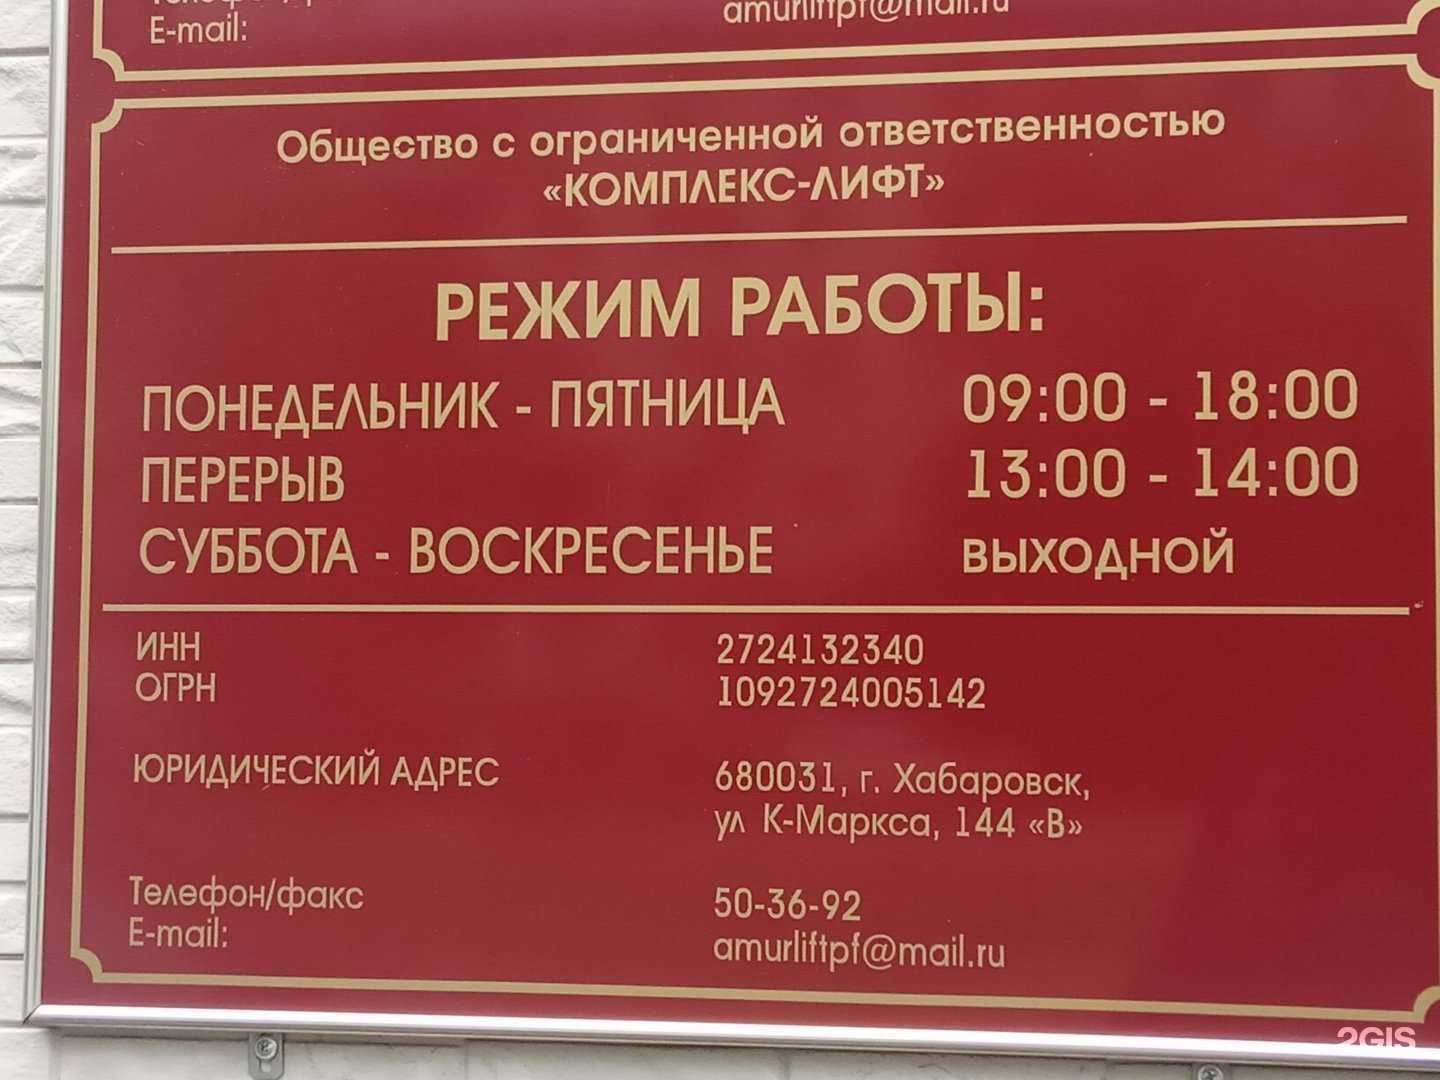 E-mail: amurliftpf@mail.ru
Общество с ограниченной ответственностью
«КОМПЛЕКС-ЛИФТ»
РЕЖИМ РАБОТЫ:
ПОНЕДЕЛЬНИК - ПЯТНИЦА 09:00 - 18:00
ПЕРЕРЫВ 13:00 - 14:00
СУББОТА - ВОСКРЕСЕНЬЕ ВЫХОДНОЙ
ИНН 2724132340
ОГРН 1092724005142
ЮРИДИЧЕСКИЙ АДРЕС 680031, г. Хабаровск,
ул К-Маркса, 144 «В»
Телефон/факс 50-36-92
E-mail: amurliftpf@mail.ru
2GIS